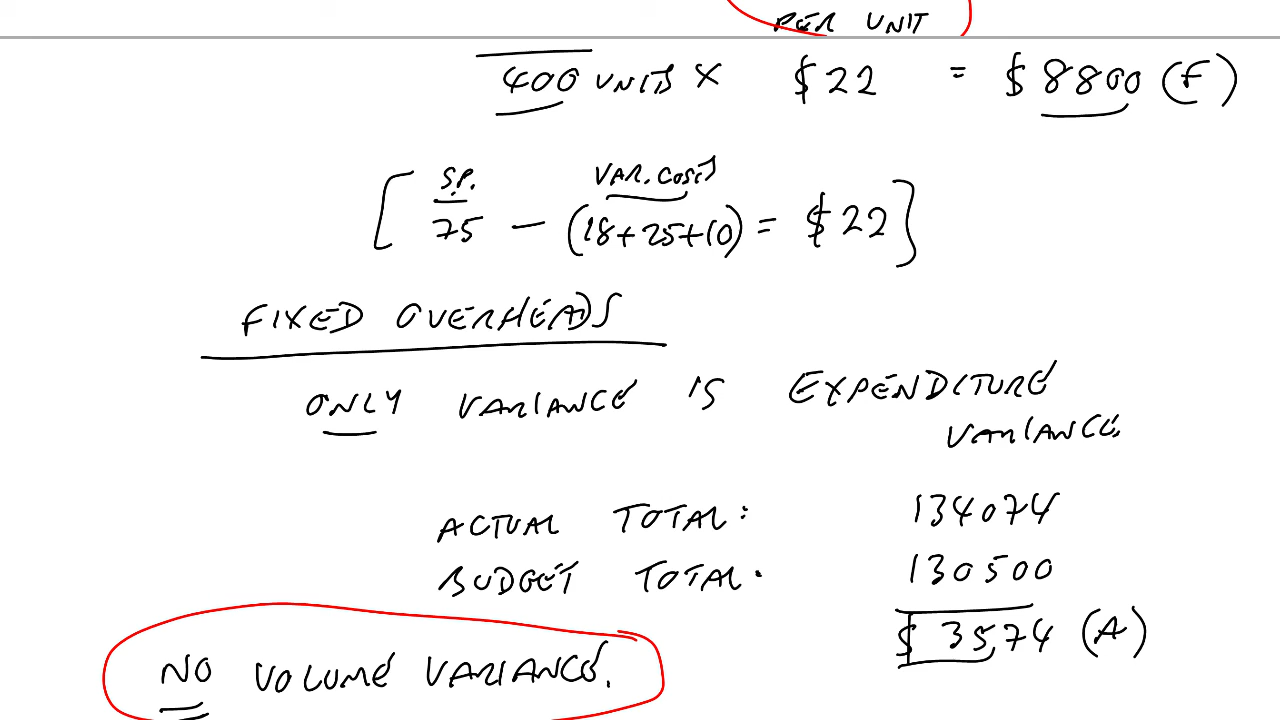 PER UNIT
400 UNITS X $22 = $8800 (F)
S.P. VAR. COSTS
[ 75 - (18+25+10) = $22 ]
FIXED OVERHEADS
ONLY VARIANCE IS EXPENDITURE
VARIANCE.
ACTUAL TOTAL: 134074
BUDGET TOTAL. 130500
$ 3574 (A)
NO VOLUME VARIANCE.